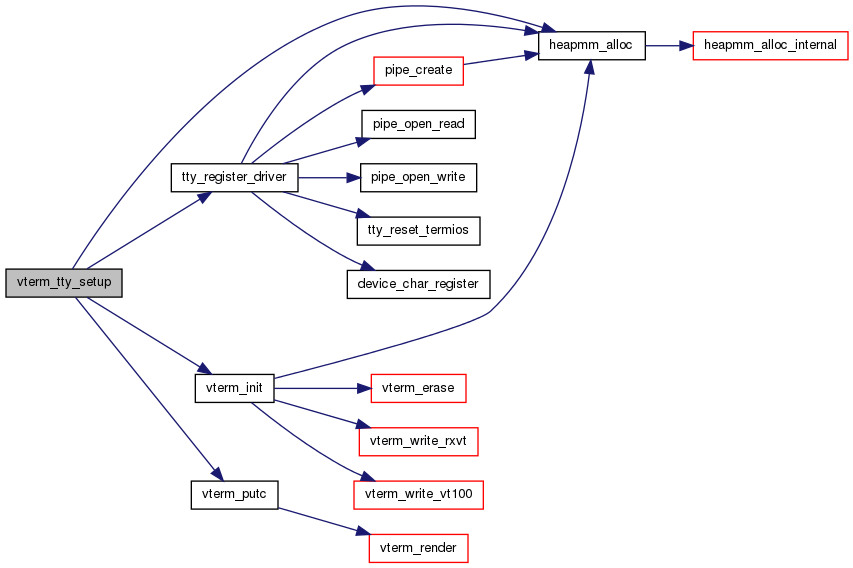 heapmm_alloc
heapmm_alloc_internal
pipe_create
pipe_open_read
tty_register_driver
pipe_open_write
tty_reset_termios
vterm_tty_setup
device_char_register
vterm_init
vterm_erase
vterm_write_rxvt
vterm_putc
vterm_write_vt100
vterm_render